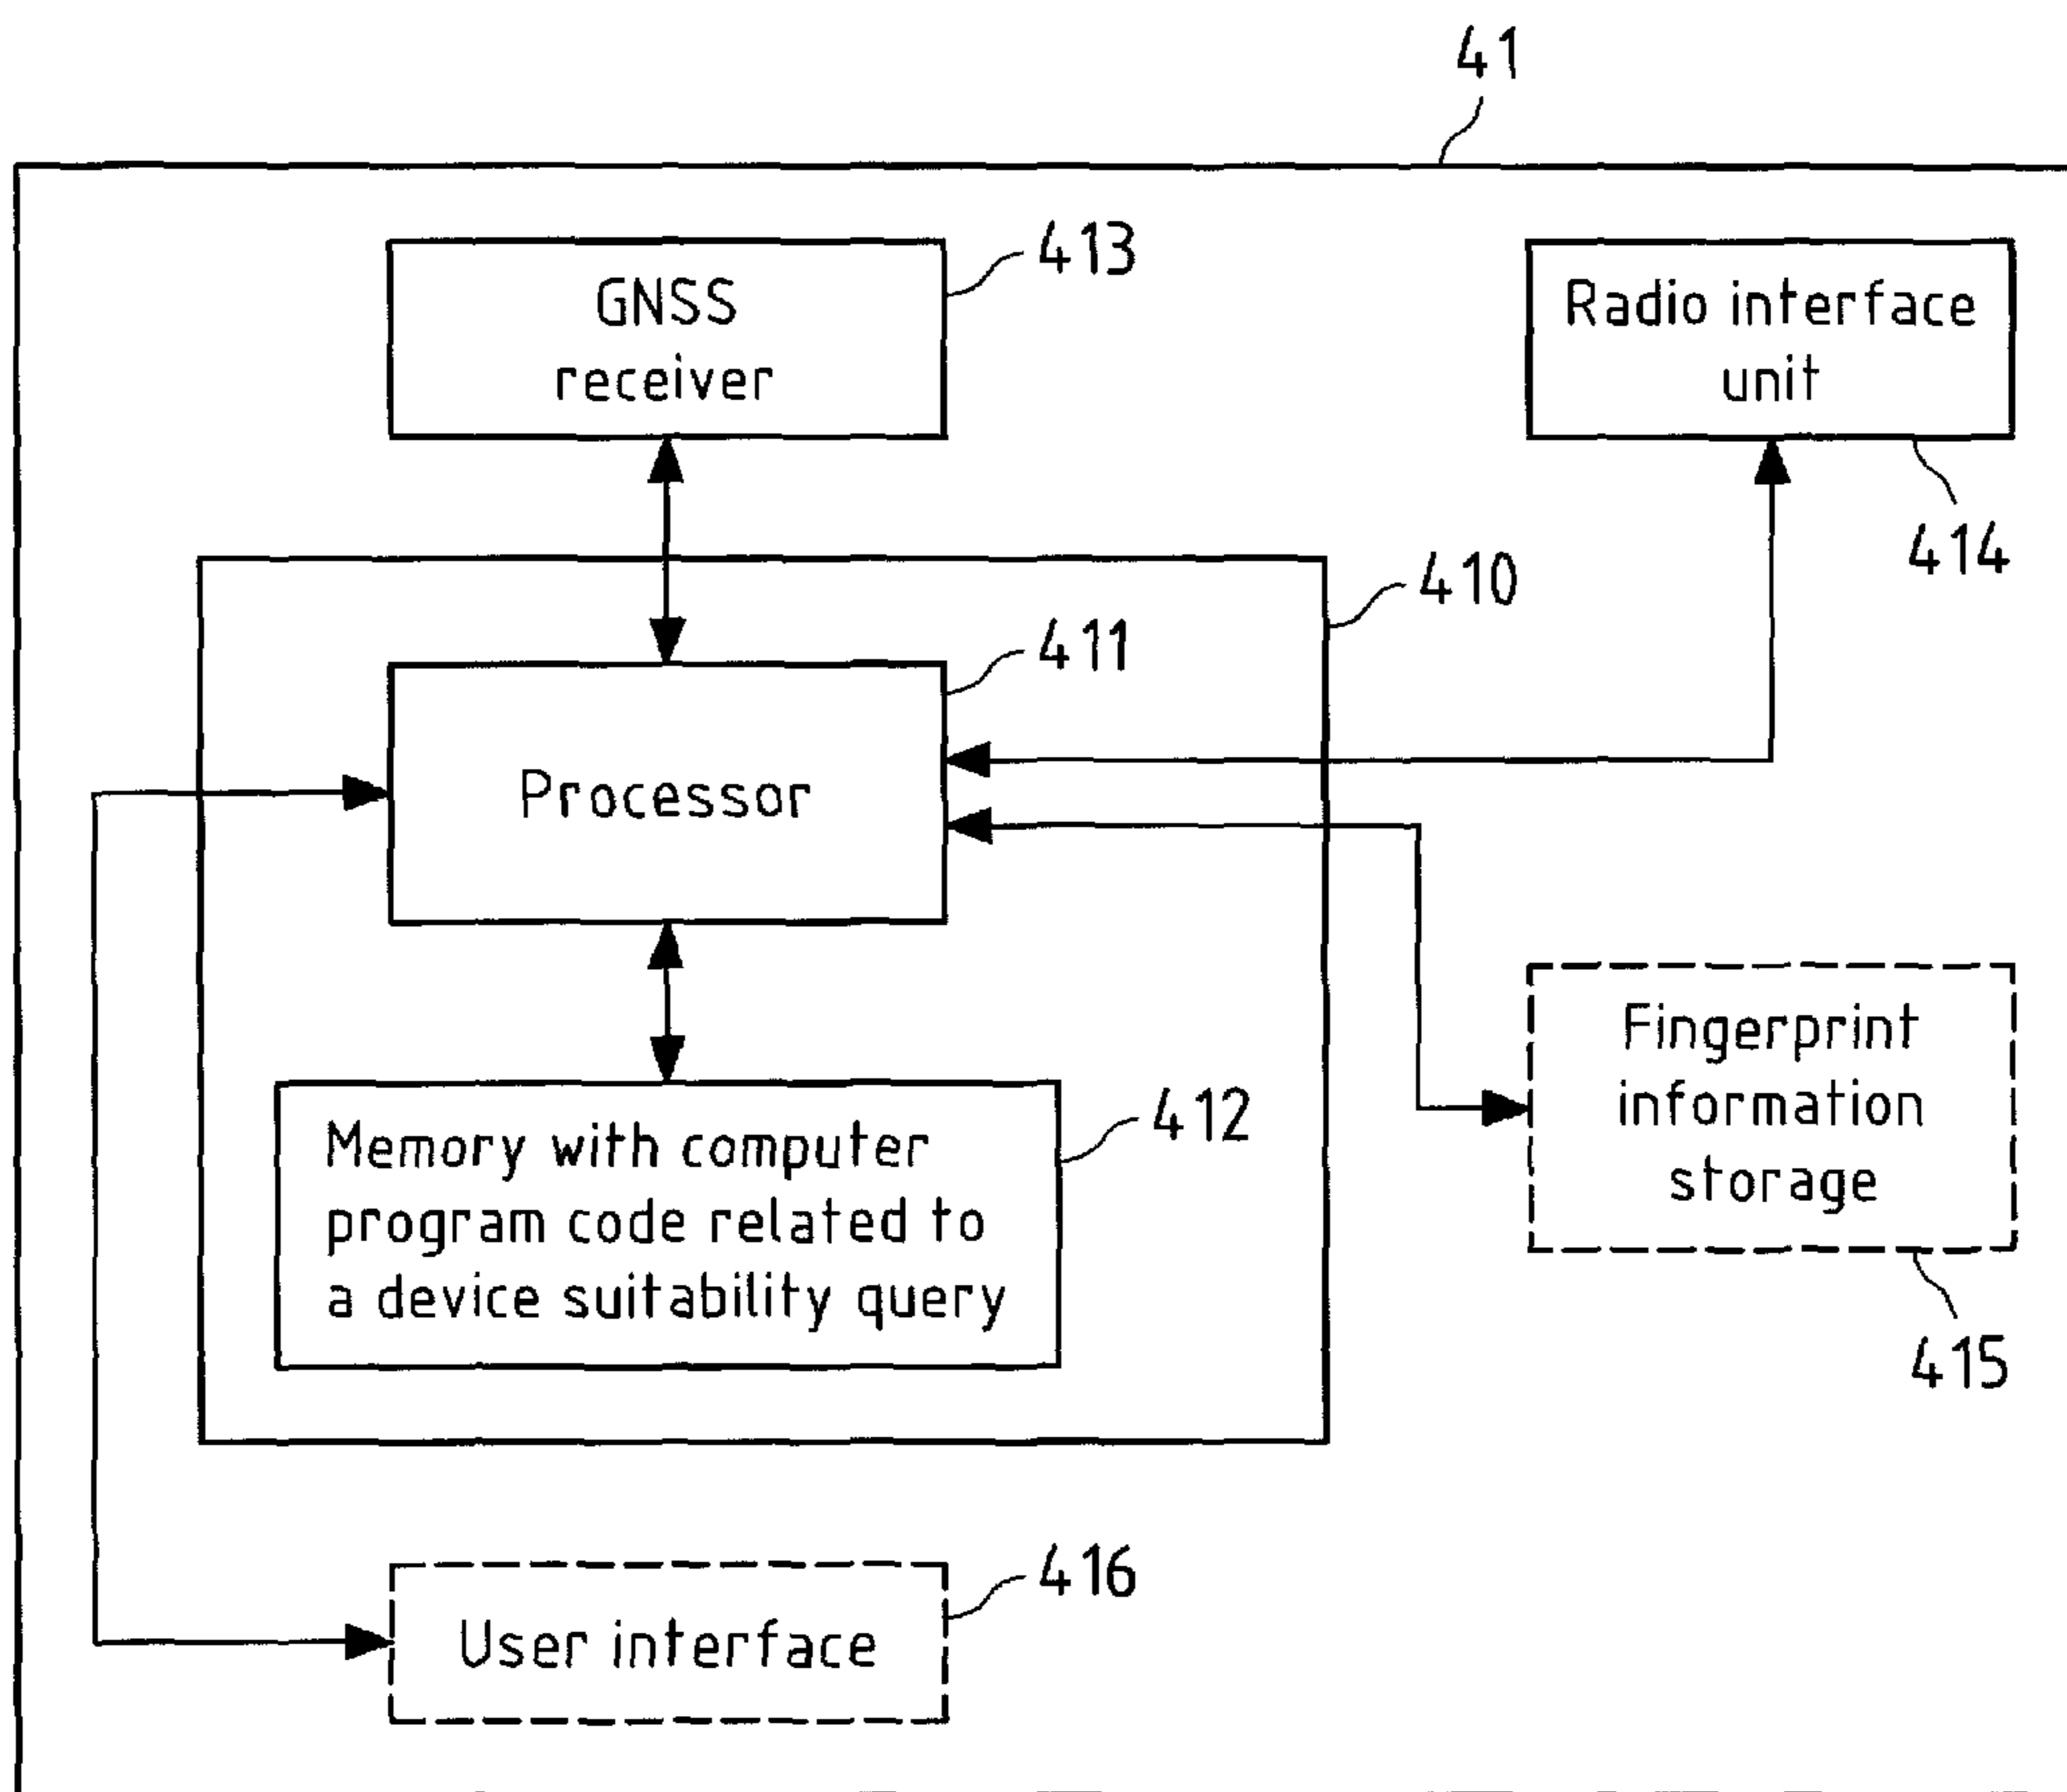 41
GNSS
receiver
413
Radio interface
unit
414
410
411
Processor
Memory with computer
program code related to
a device suitability query
412
Fingerprint
information
storage
415
User interface
416